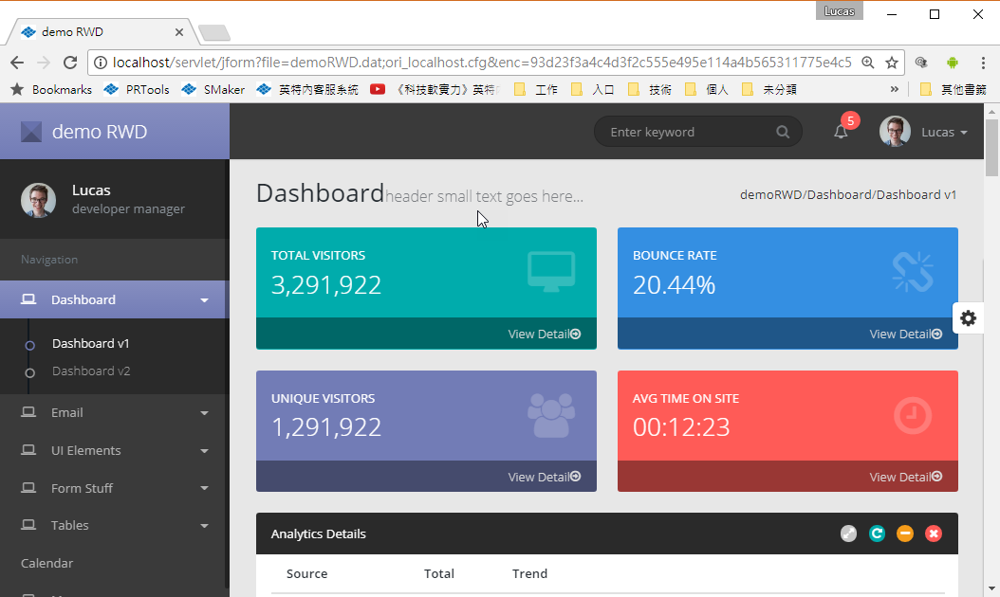 Lucas
demo RWD
localhost/servlet/jform?file=demoRWD.dat;ori_localhost.cfg&enc=93d23f3a4c4d3f2c555e495e114a4b565311775e4c5
Bookmarks PRTools SMaker 英特內客服系統 《科技軟實力》英特 工作 入口 技術 個人 未分類 » 其他書籤
demo RWD
Enter keyword
5
Lucas
Lucas
developer manager
Dashboardheader small text goes here...
demoRWD/Dashboard/Dashboard v1
Navigation
Dashboard
Dashboard v1
Dashboard v2
Email
UI Elements
Form Stuff
Tables
Calendar
TOTAL VISITORS
3,291,922
View Detail
BOUNCE RATE
20.44%
View Detail
UNIQUE VISITORS
1,291,922
View Detail
AVG TIME ON SITE
00:12:23
View Detail
Analytics Details
Source Total Trend